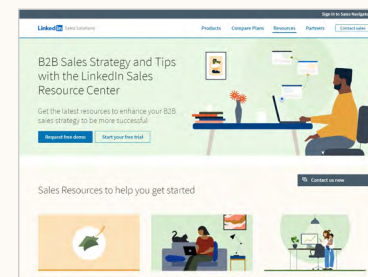 Sign In to Sales Navigator
LinkedIn Sales Solutions
Products Compare Plans Resources Partners Contact sales
B2B Sales Strategy and Tips
with the LinkedIn Sales
Resource Center
Get the latest resources to enhance your B2B
sales strategy to be more successful
Request free demo Start your free trial
Contact us now
Sales Resources to help you get started